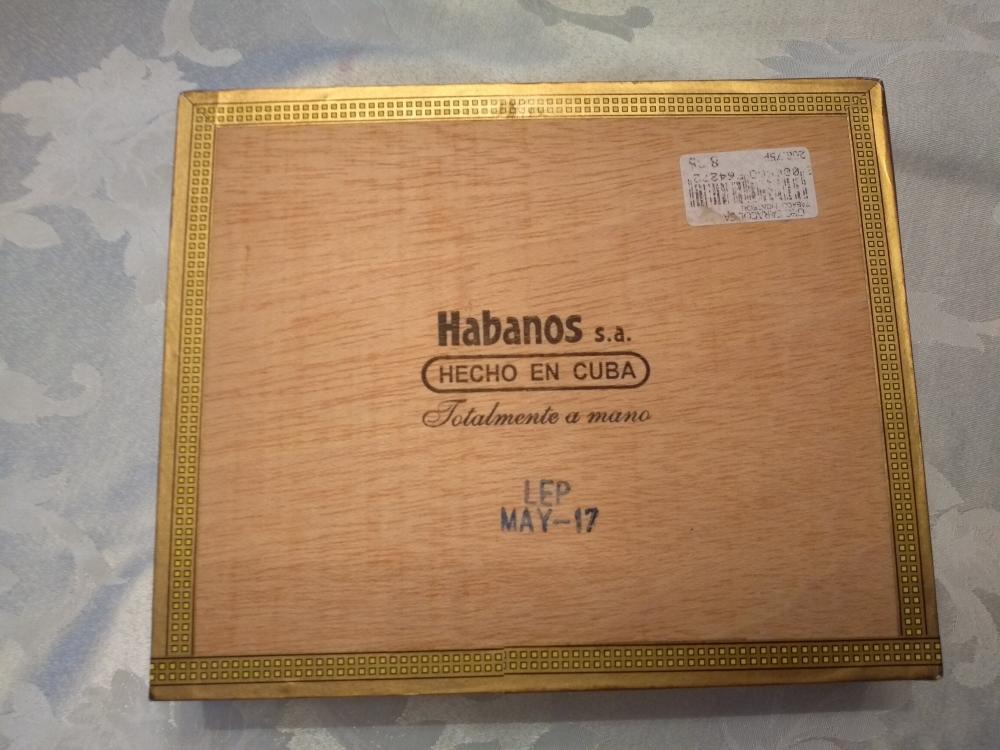 Habanos s.a.
HECHO EN CUBA
Totalmente a mano
LEP
MAY-17